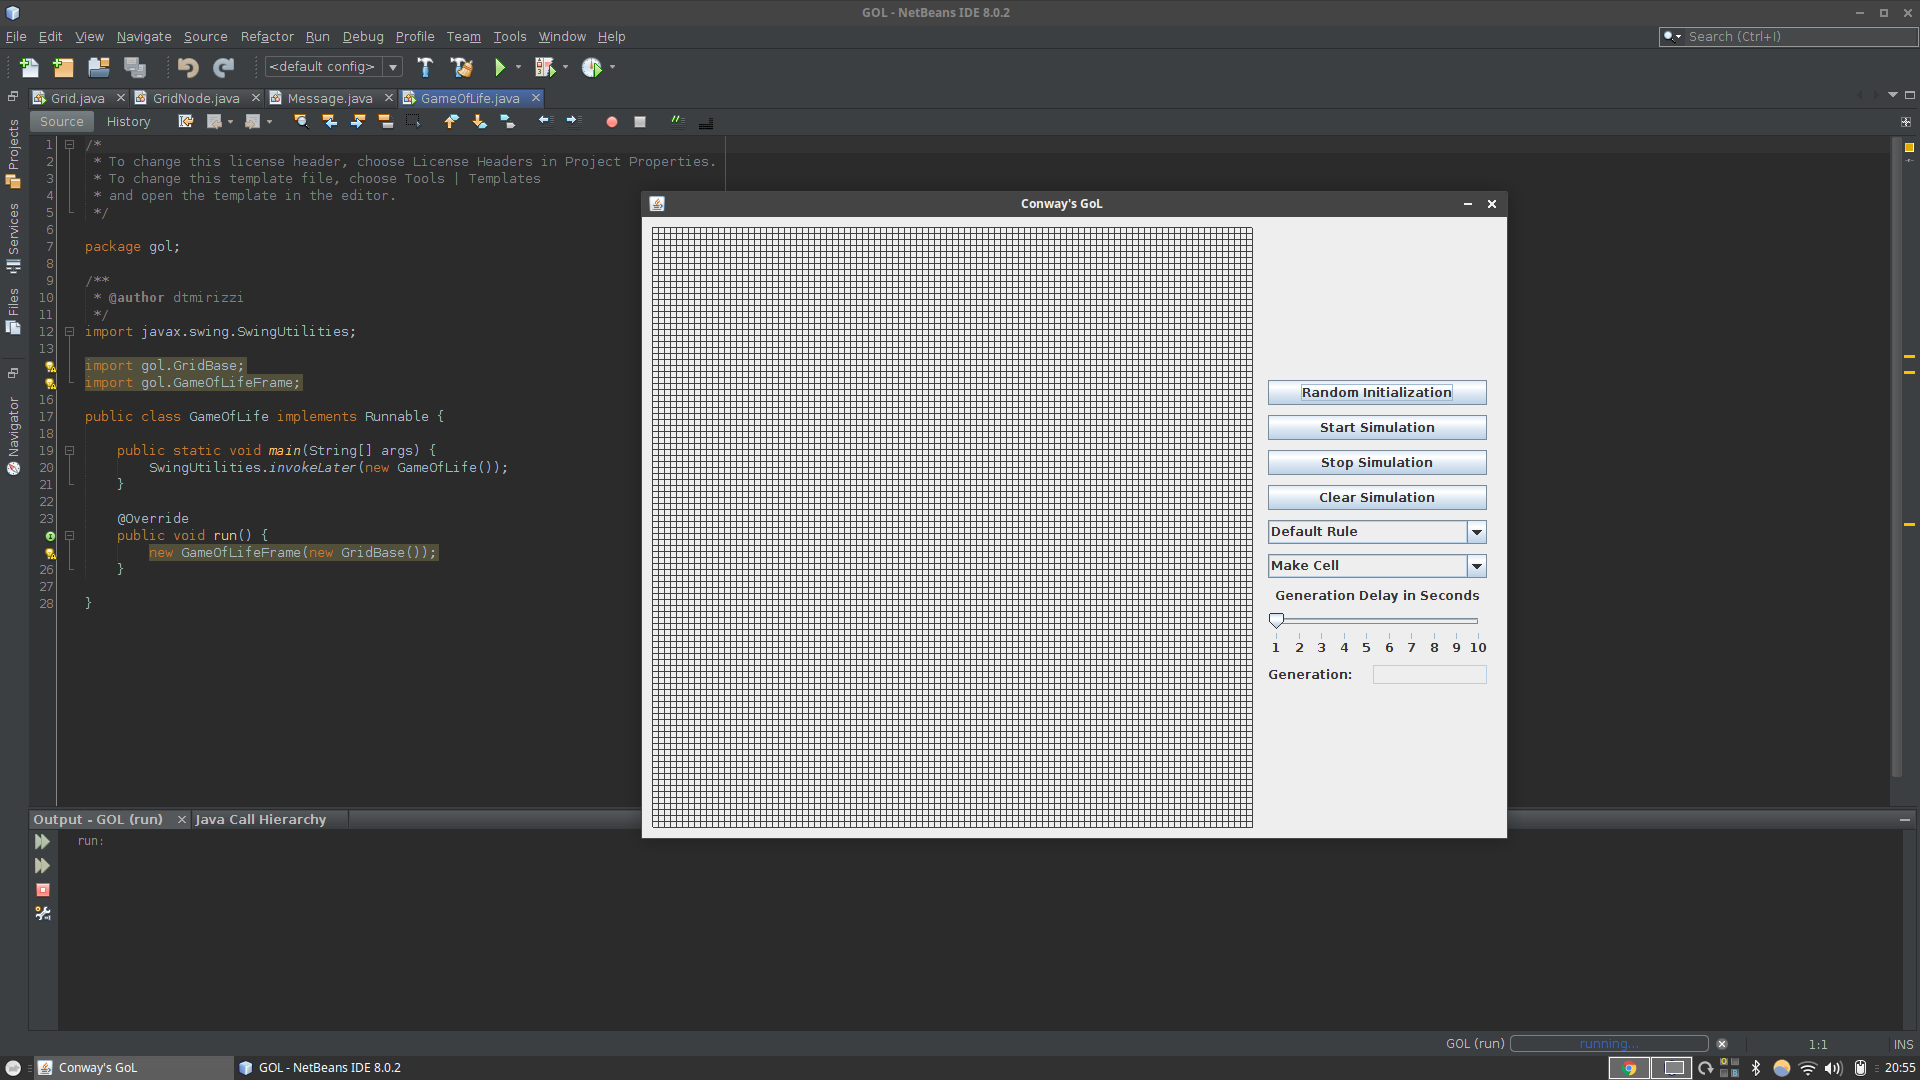 GOL - NetBeans IDE 8.0.2
File Edit View Navigate Source Refactor Run Debug Profile Team Tools Window Help
Search (Ctrl+I)
<default config>
Grid.java GridNode.java Message.java GameOfLife.java
Source History
Projects
Services
Files
Navigator
1 /*
2 * To change this license header, choose License Headers in Project Properties.
3 * To change this template file, choose Tools | Templates
4 * and open the template in the editor.
5 */
6
7 package gol;
8
9 /**
10 * @author dtmirizzi
11 */
12 import javax.swing.SwingUtilities;
13
import gol.GridBase;
import gol.GameOfLifeFrame;
16
17 public class GameOfLife implements Runnable {
18
19 public static void main(String[] args) {
20 SwingUtilities.invokeLater(new GameOfLife());
21 }
22
23 @Override
public void run() {
new GameOfLifeFrame(new GridBase());
26 }
27
28 }
Conway's GoL
Random Initialization
Start Simulation
Stop Simulation
Clear Simulation
Default Rule
Make Cell
Generation Delay in Seconds
1 2 3 4 5 6 7 8 9 10
Generation:
Output - GOL (run) Java Call Hierarchy
run:
GOL (run) running... 1:1 INS
Conway's GoL GOL - NetBeans IDE 8.0.2 20:55